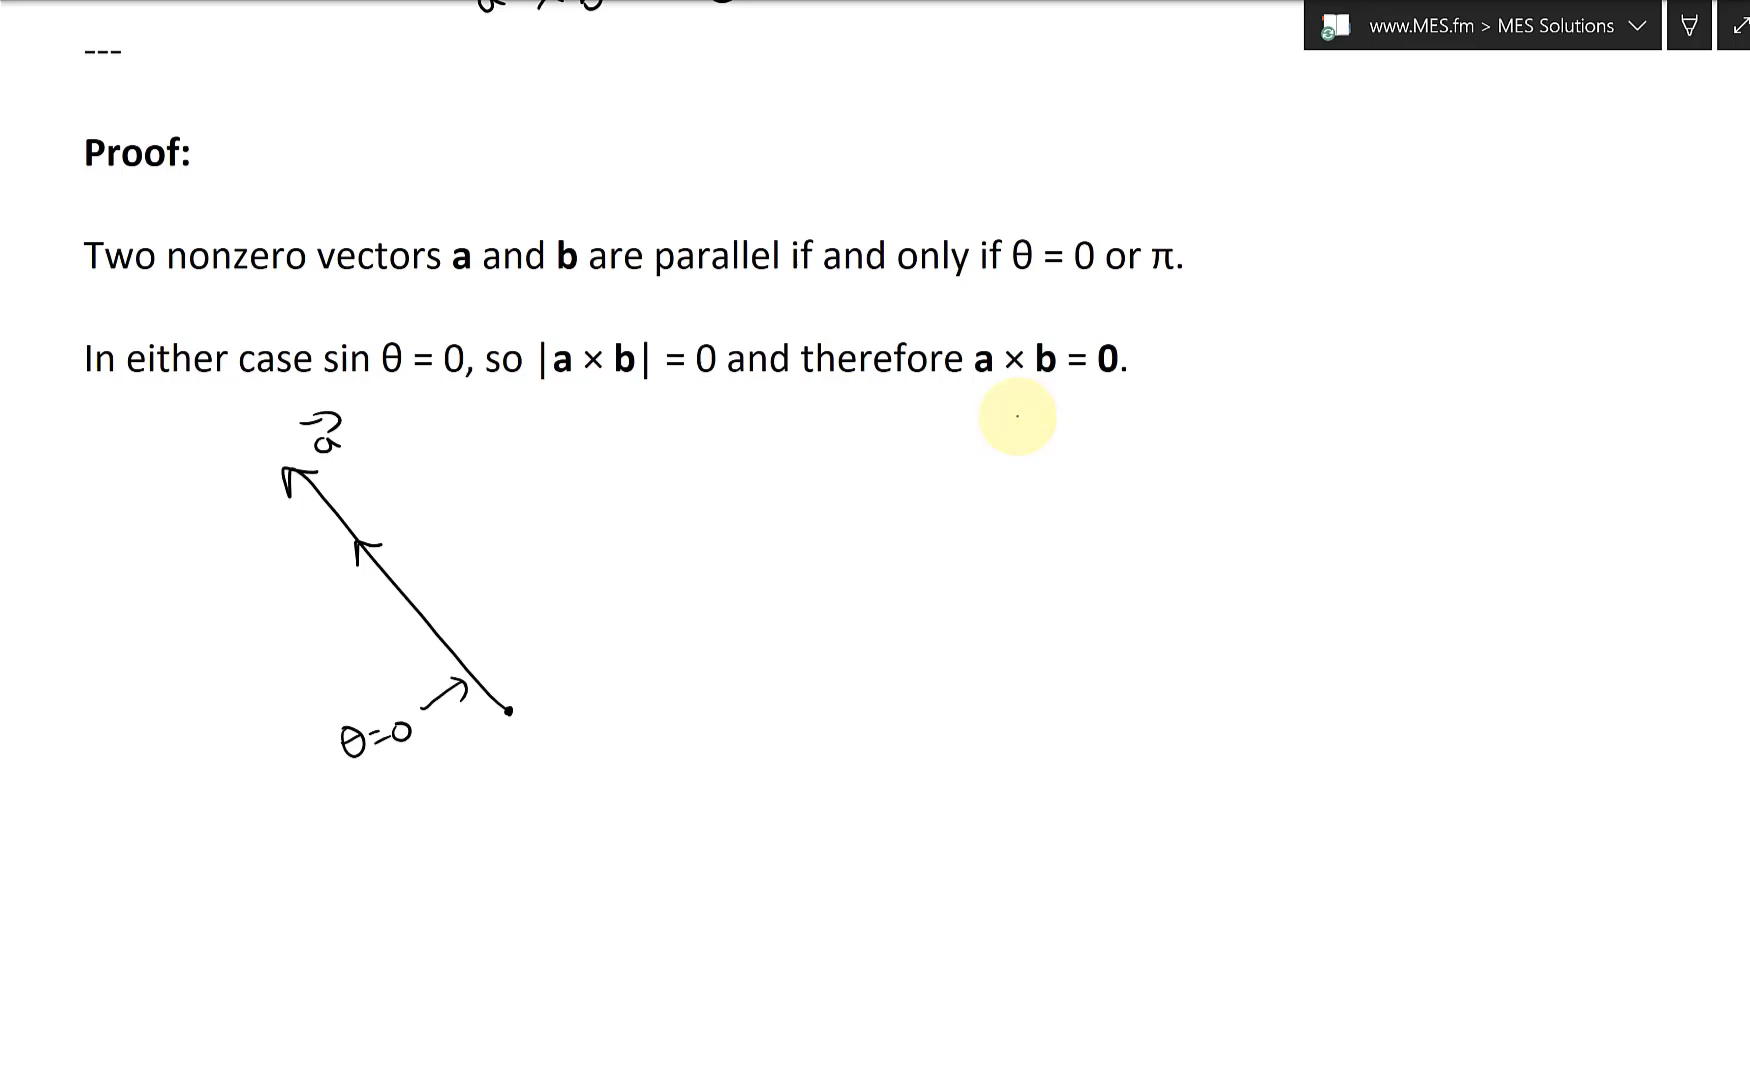 www.MES.fm > MES Solutions
---
Proof:
Two nonzero vectors a and b are parallel if and only if θ = 0 or π.
In either case sin θ = 0, so |a × b| = 0 and therefore a × b = 0.
a⃗
θ=0